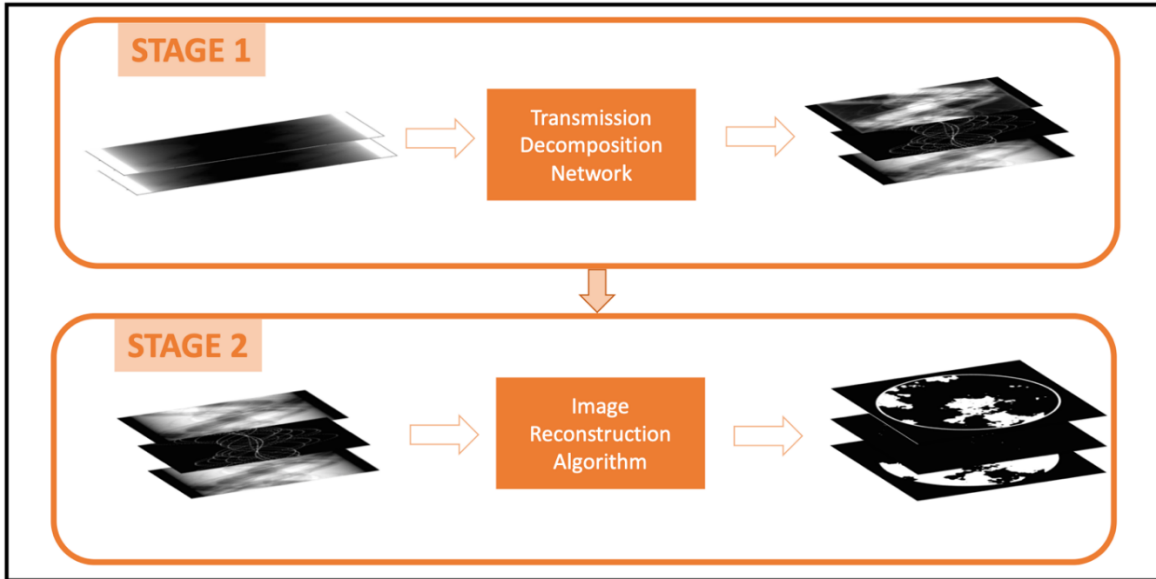 STAGE 1
Transmission
Decomposition
Network
STAGE 2
Image
Reconstruction
Algorithm